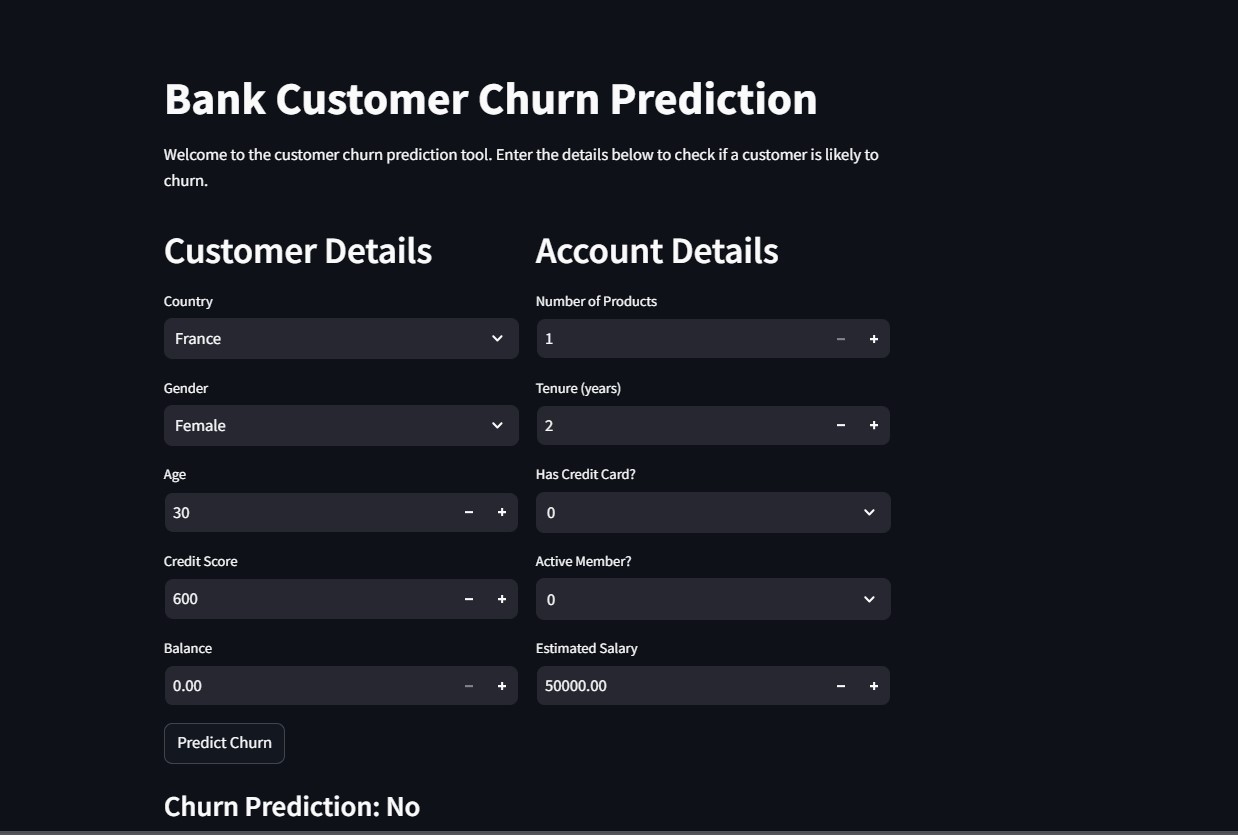 Bank Customer Churn Prediction
Welcome to the customer churn prediction tool. Enter the details below to check if a customer is likely to
churn.
Customer Details
Country
France
Gender
Female
Age
30
Credit Score
600
Balance
0.00
Account Details
Number of Products
1
Tenure (years)
2
Has Credit Card?
0
Active Member?
0
Estimated Salary
50000.00
Predict Churn
Churn Prediction: No